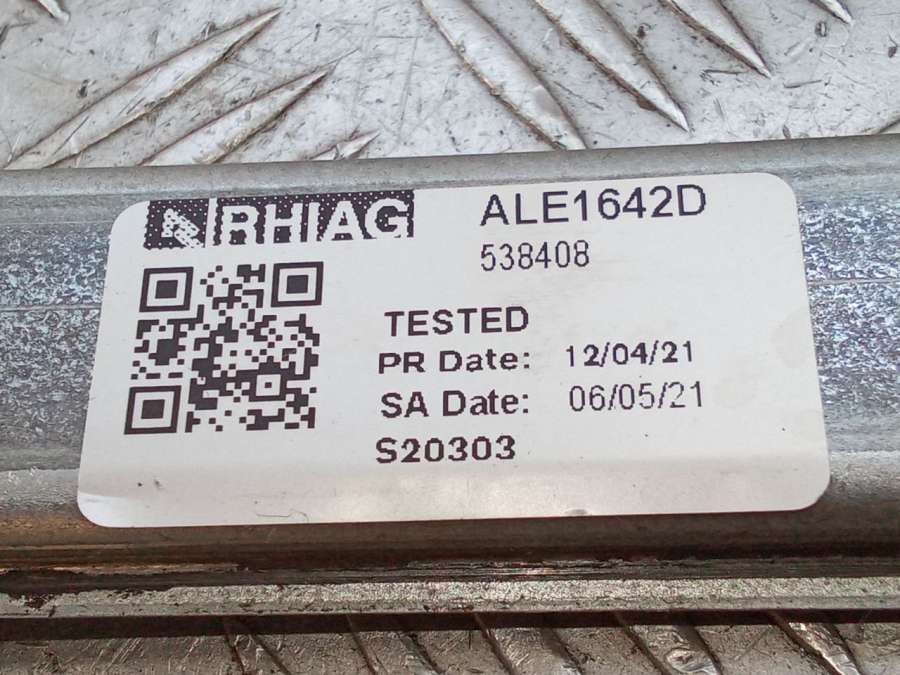 RHIAG
ALE1642D
538408
TESTED
PR Date: 12/04/21
SA Date: 06/05/21
S20303